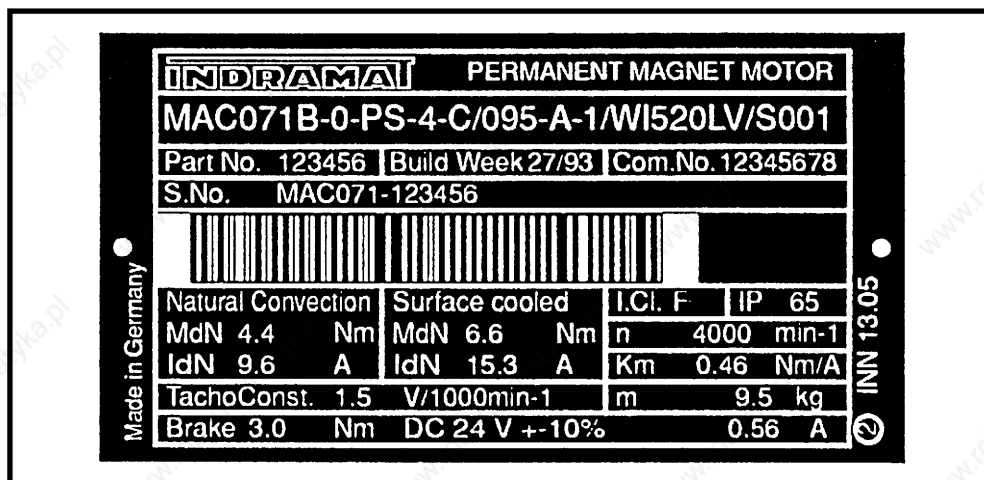 INDRAMAT PERMANENT MAGNET MOTOR
MAC071B-0-PS-4-C/095-A-1/WI520LV/S001
Part No. 123456 Build Week 27/93 Com.No. 12345678
S.No. MAC071-123456
Natural Convection Surface cooled I.Cl. F IP 65
MdN 4.4 Nm MdN 6.6 Nm n 4000 min-1
IdN 9.6 A IdN 15.3 A Km 0.46 Nm/A
TachoConst. 1.5 V/1000min-1 m 9.5 kg
Brake 3.0 Nm DC 24 V +-10% 0.56 A
Made in Germany
2 INN 13.05